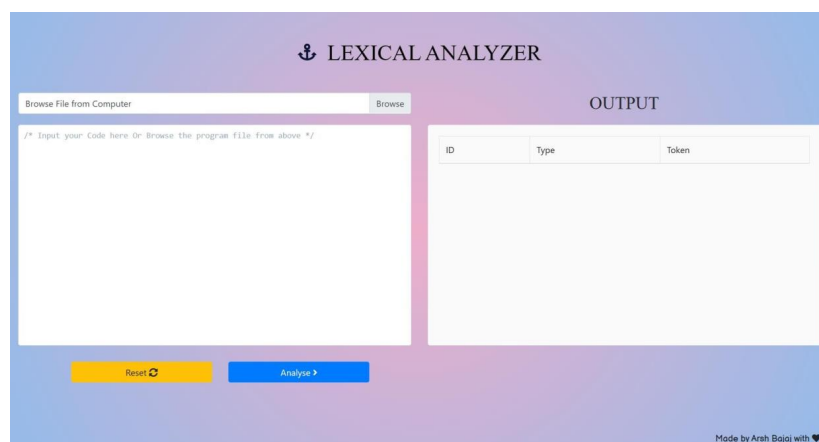 LEXICAL ANALYZER
Browse File from Computer Browse
OUTPUT
/* Input your Code here Or Browse the program file from above */
ID Type Token
Reset
Analyse
Made by Arsh Bajaj with